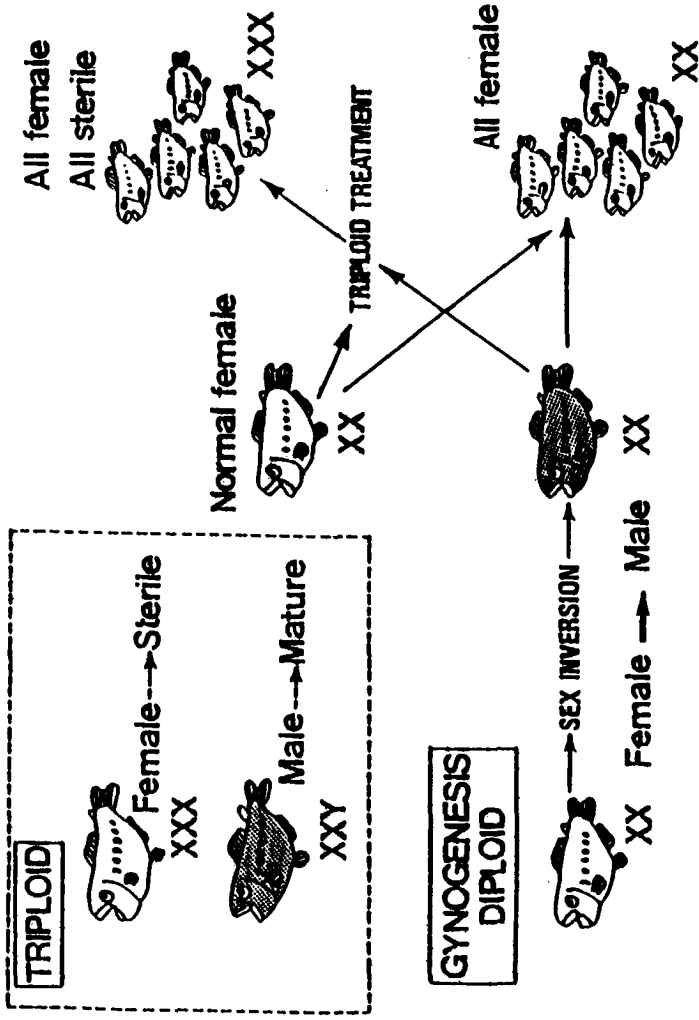 TRIPLOID
Female → Sterile
XXX
Male → Mature
XXY
GYNOGENESIS
DIPLOID
XX
SEX INVERSION
Female → Male
XX
Normal female
XX
TRIPLOID TREATMENT
All female
All sterile
XXX
All female
XX